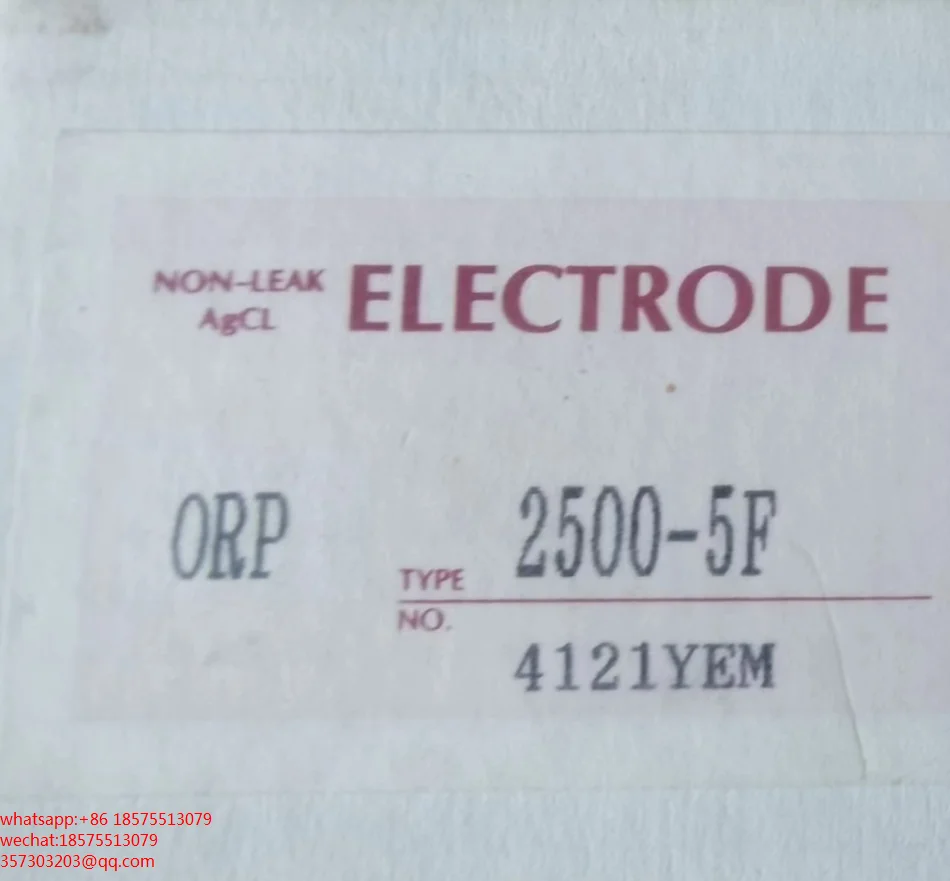 NON-LEAK ELECTRODE
AgCL
ORP
TYPE 2500-5F
NO.
4121YEM
whatsapp:+86 18575513079
wechat:18575513079
357303203@qq.com